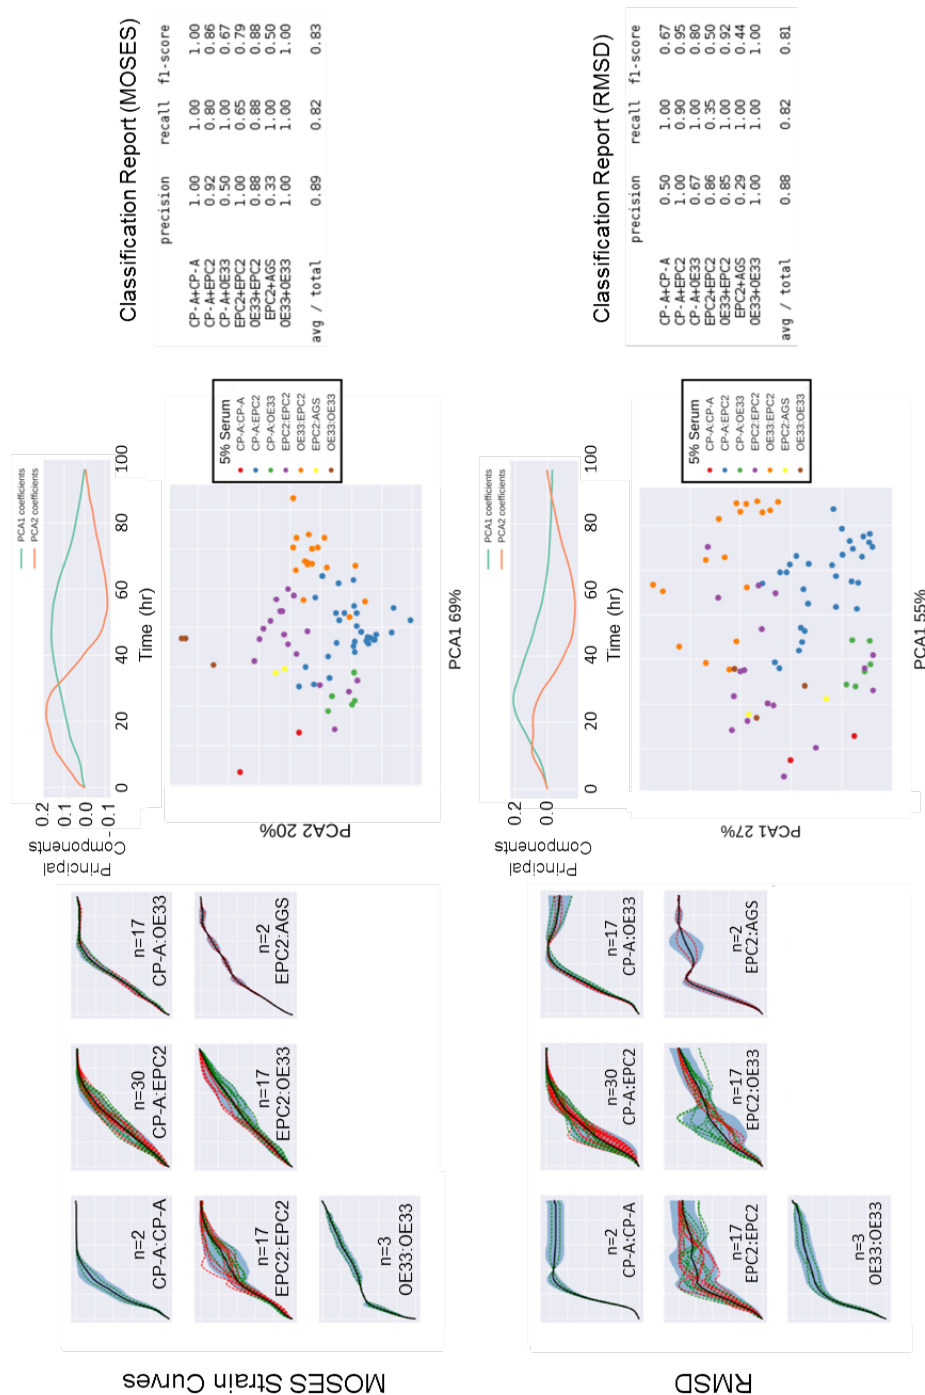 MOSES Strain Curves
n=2
CP-A:CP-A
n=30
CP-A:EPC2
n=17
CP-A:OE33
n=17
EPC2:EPC2
n=17
EPC2:OE33
n=2
EPC2:AGS
n=3
OE33:OE33
Principal
Components
0.2
0.1
0.0
-0.1
0 20 40 60 80 100
Time (hr)
PCA1 coefficients
PCA2 coefficients
PCA2 20%
PCA1 69%
5% Serum
CP-A:CP-A
CP-A:EPC2
CP-A:OE33
EPC2:EPC2
OE33:EPC2
EPC2:AGS
OE33:OE33
Classification Report (MOSES)
precision recall f1-score
CP-A+CP-A 1.00 1.00 1.00
CP-A+EPC2 0.92 0.80 0.86
CP-A+OE33 0.50 1.00 0.67
EPC2+EPC2 1.00 0.65 0.79
OE33+EPC2 0.88 0.88 0.88
EPC2+AGS 0.33 1.00 0.50
OE33+OE33 1.00 1.00 1.00
avg / total 0.89 0.82 0.83
RMSD
n=2
CP-A:CP-A
n=30
CP-A:EPC2
n=17
CP-A:OE33
n=17
EPC2:EPC2
n=17
EPC2:OE33
n=2
EPC2:AGS
n=3
OE33:OE33
Principal
Components
0.2
0.0
0 20 40 60 80 100
Time (hr)
PCA1 coefficients
PCA2 coefficients
PCA1 27%
PCA1 55%
5% Serum
CP-A:CP-A
CP-A:EPC2
CP-A:OE33
EPC2:EPC2
OE33:EPC2
EPC2:AGS
OE33:OE33
Classification Report (RMSD)
precision recall f1-score
CP-A+CP-A 0.50 1.00 0.67
CP-A+EPC2 1.00 0.90 0.95
CP-A+OE33 0.67 1.00 0.80
EPC2+EPC2 0.86 0.35 0.50
OE33+EPC2 0.85 1.00 0.92
EPC2+AGS 0.29 1.00 0.44
OE33+OE33 1.00 1.00 1.00
avg / total 0.88 0.82 0.81